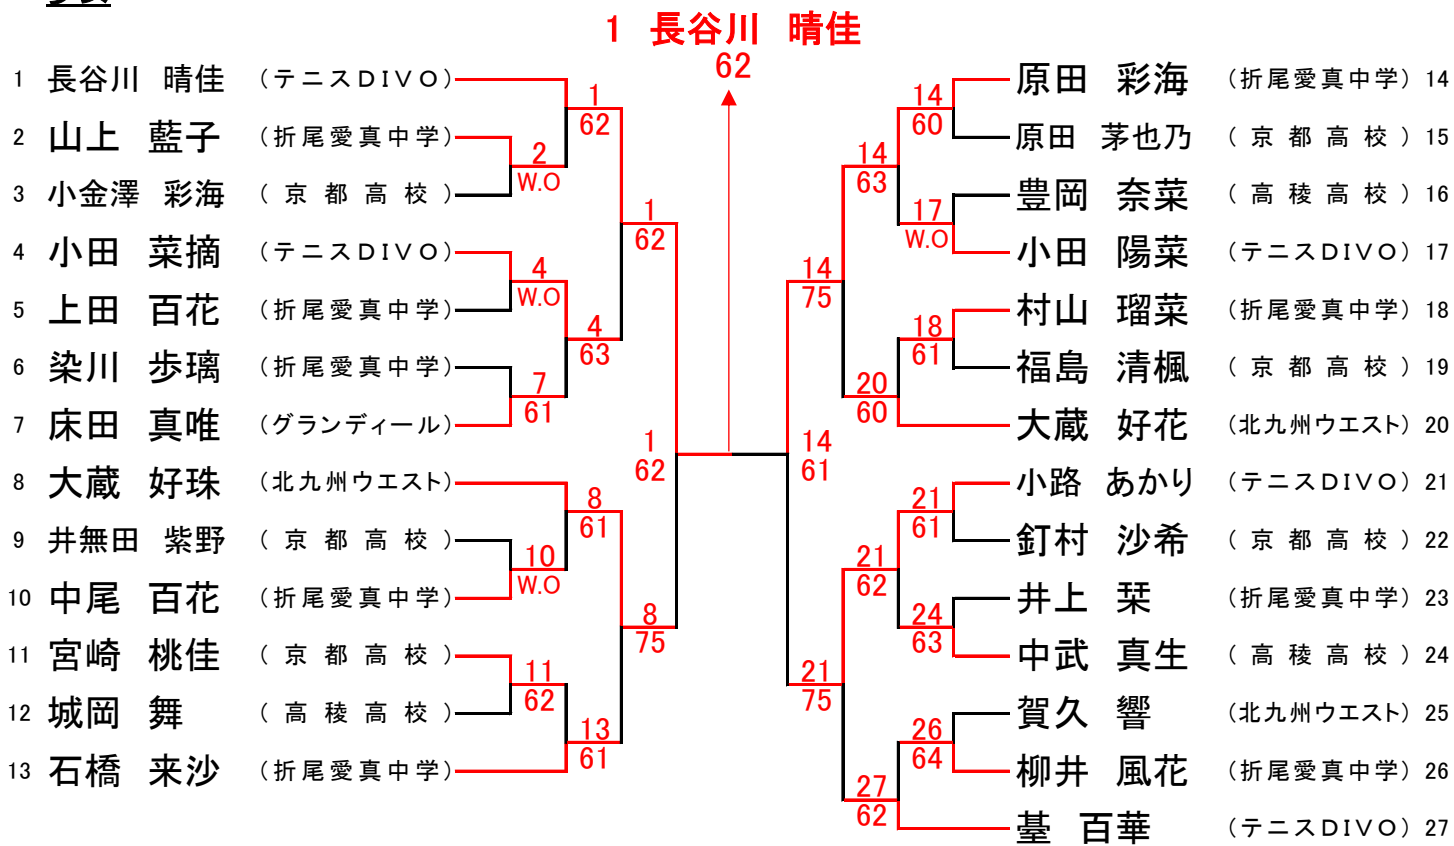 1 長谷川 晴佳
62
1 長谷川 晴佳 （テニスＤＩＶＯ）
2 山上 藍子 （折尾愛真中学）
3 小金澤 彩海 （京都高校）
4 小田 菜摘 （テニスＤＩＶＯ）
5 上田 百花 （折尾愛真中学）
6 染川 歩璃 （折尾愛真中学）
7 床田 真唯 （グランディール）
8 大蔵 好珠 （北九州ウエスト）
9 井無田 紫野 （京都高校）
10 中尾 百花 （折尾愛真中学）
11 宮崎 桃佳 （京都高校）
12 城岡 舞 （高稜高校）
13 石橋 来沙 （折尾愛真中学）
2
W.O
4
W.O
7
61
10
W.O
11
62
1
62
4
63
8
61
13
61
1
62
8
75
1
62
14
61
14
75
21
75
14
63
20
60
21
62
27
62
14
60
17
W.O
18
61
21
61
24
63
26
64
原田 彩海 （折尾愛真中学） 14
原田 茅也乃 （京都高校） 15
豊岡 奈菜 （高稜高校） 16
小田 陽菜 （テニスＤＩＶＯ） 17
村山 瑠菜 （折尾愛真中学） 18
福島 清楓 （京都高校） 19
大蔵 好花 （北九州ウエスト） 20
小路 あかり （テニスＤＩＶＯ） 21
釘村 沙希 （京都高校） 22
井上 栞 （折尾愛真中学） 23
中武 真生 （高稜高校） 24
賀久 響 （北九州ウエスト） 25
柳井 風花 （折尾愛真中学） 26
基 百華 （テニスＤＩＶＯ） 27